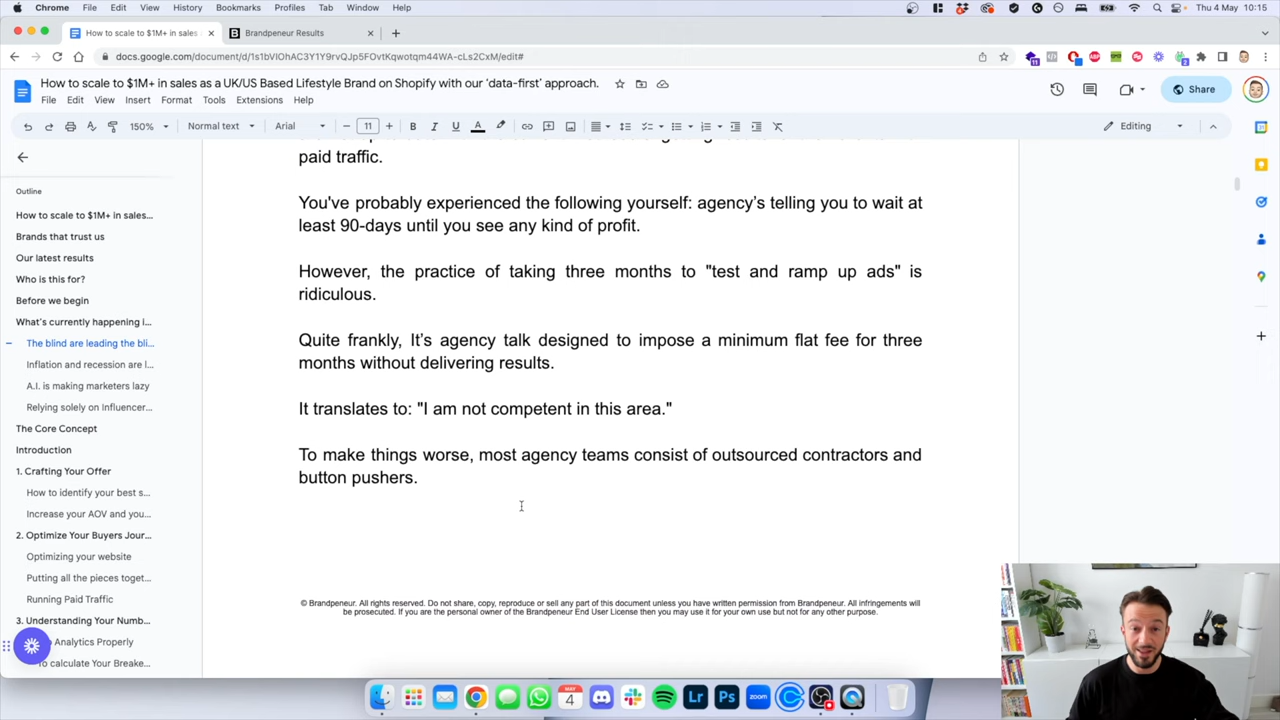 Chrome File Edit View History Bookmarks Profiles Tab Window Help
Thu 4 May 10:15
How to scale to $1M+ in sales
Brandpeneur Results
docs.google.com/document/d/1s1bVIOhAC3Y1Y9rvQJp5FOvtKqwotqm44WA-cLs2CxM/edit#
How to scale to $1M+ in sales as a UK/US Based Lifestyle Brand on Shopify with our 'data-first' approach.
File Edit View Insert Format Tools Extensions Help
Share
150% Normal text Arial 11 Editing
Outline
How to scale to $1M+ in sales...
Brands that trust us
Our latest results
Who is this for?
Before we begin
What's currently happening i...
The blind are leading the bli...
Inflation and recession are l...
A.I. is making marketers lazy
Relying solely on Influencer...
The Core Concept
Introduction
1. Crafting Your Offer
How to identify your best s...
Increase your AOV and you...
2. Optimize Your Buyers Jour...
Optimizing your website
Putting all the pieces toget...
Running Paid Traffic
3. Understanding Your Numb...
Analytics Properly
o calculate Your Breake...
paid traffic.
You've probably experienced the following yourself: agency's telling you to wait at
least 90-days until you see any kind of profit.
However, the practice of taking three months to "test and ramp up ads" is
ridiculous.
Quite frankly, It's agency talk designed to impose a minimum flat fee for three
months without delivering results.
It translates to: "I am not competent in this area."
To make things worse, most agency teams consist of outsourced contractors and
button pushers.
© Brandpeneur. All rights reserved. Do not share, copy, reproduce or sell any part of this document unless you have written permission from Brandpeneur. All infringements will
be prosecuted. If you are the personal owner of the Brandpeneur End User License then you may use it for your own use but not for any other purpose.
MAY
4
Lr
Ps
zoom